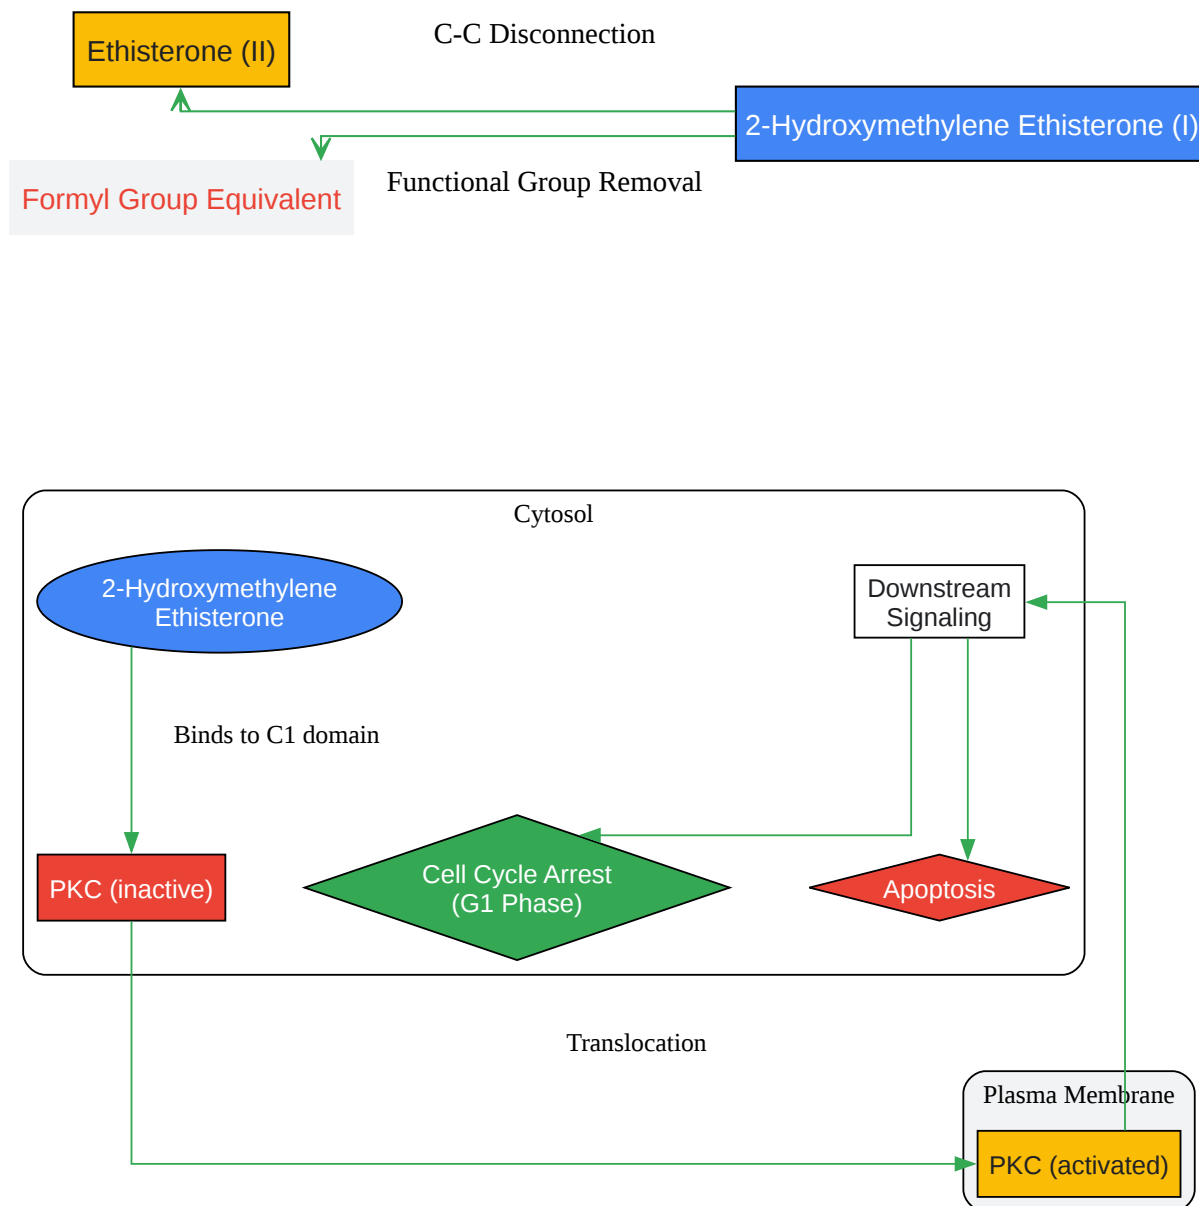 C-C Disconnection
Ethisterone (II)
2-Hydroxymethylene Ethisterone (I)
Functional Group Removal
Formyl Group Equivalent
Cytosol
2-Hydroxymethylene
Ethisterone
Downstream
Signaling
Binds to C1 domain
PKC (inactive)
Cell Cycle Arrest
(G1 Phase)
Apoptosis
Translocation
Plasma Membrane
PKC (activated)